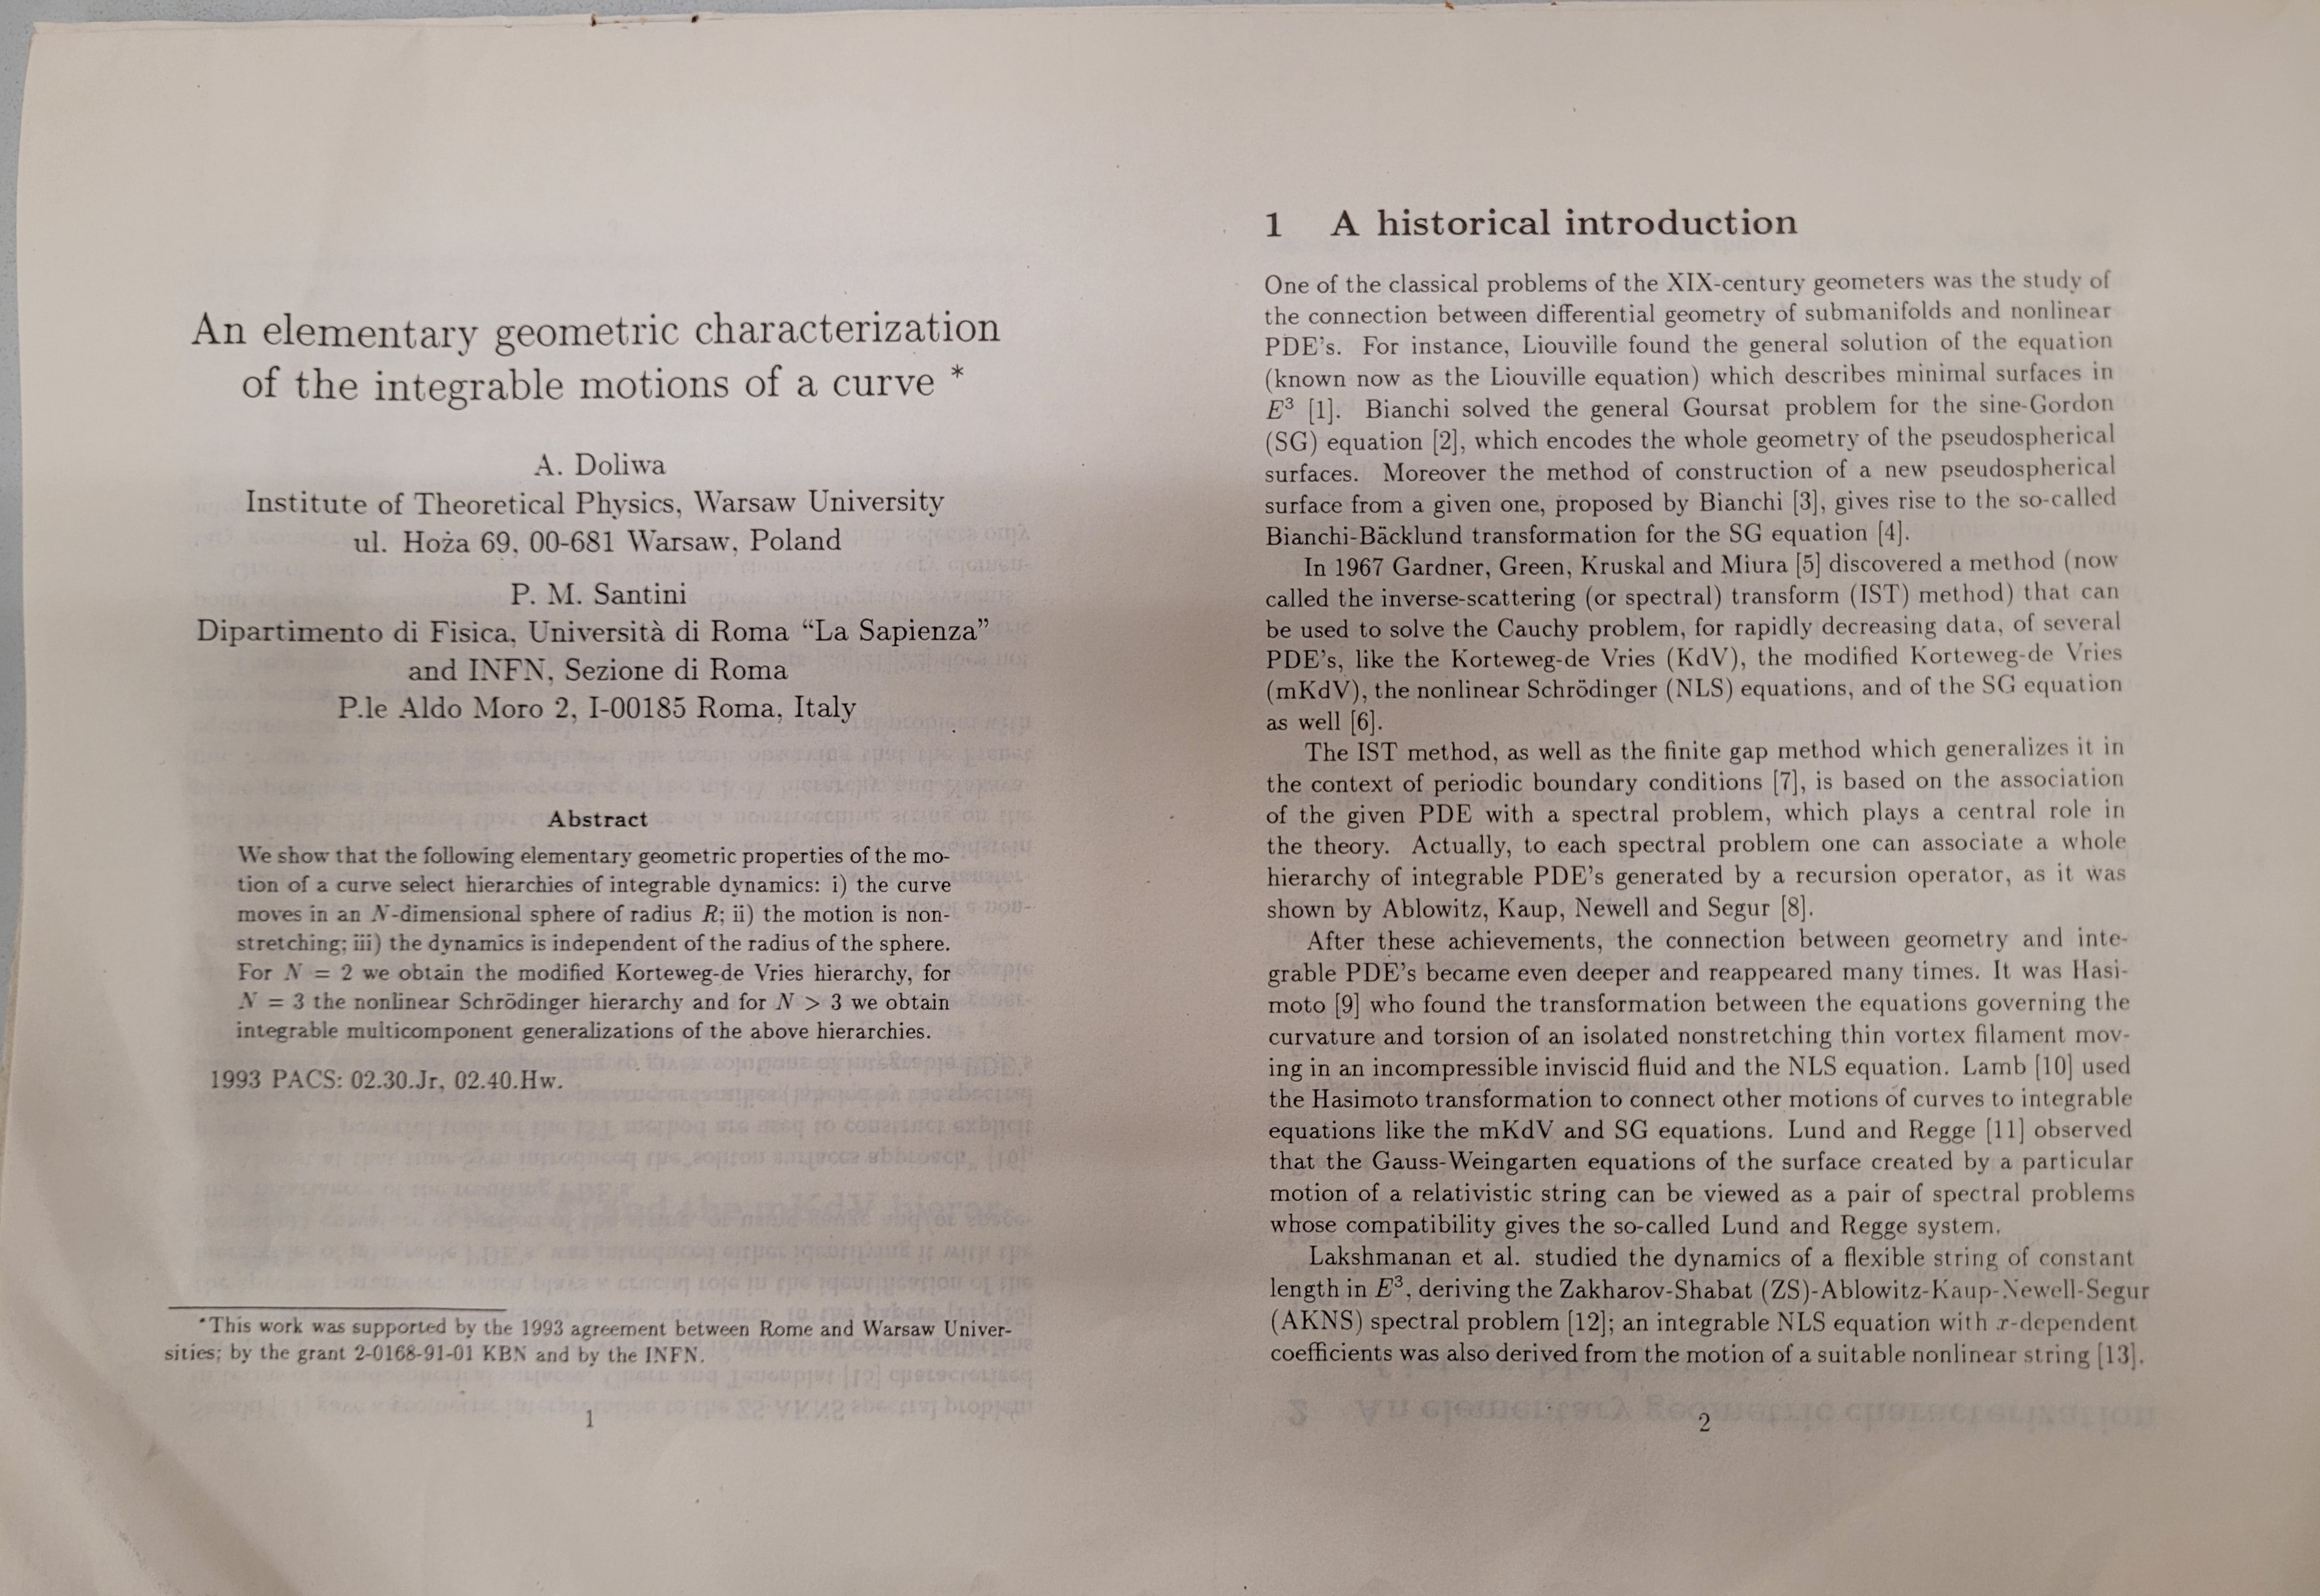 An elementary geometric characterization
of the integrable motions of a curve *
A. Doliwa
Institute of Theoretical Physics, Warsaw University
ul. Hoża 69, 00-681 Warsaw, Poland
P. M. Santini
Dipartimento di Fisica, Università di Roma “La Sapienza”
and INFN, Sezione di Roma
P.le Aldo Moro 2, I-00185 Roma, Italy
Abstract
We show that the following elementary geometric properties of the mo-
tion of a curve select hierarchies of integrable dynamics: i) the curve
moves in an N-dimensional sphere of radius R; ii) the motion is non-
stretching; iii) the dynamics is independent of the radius of the sphere.
For N = 2 we obtain the modified Korteweg-de Vries hierarchy, for
N = 3 the nonlinear Schrödinger hierarchy and for N > 3 we obtain
integrable multicomponent generalizations of the above hierarchies.
1993 PACS: 02.30.Jr, 02.40.Hw.
*This work was supported by the 1993 agreement between Rome and Warsaw Univer-
sities; by the grant 2-0168-91-01 KBN and by the INFN.
1
1 A historical introduction
One of the classical problems of the XIX-century geometers was the study of
the connection between differential geometry of submanifolds and nonlinear
PDE's. For instance, Liouville found the general solution of the equation
(known now as the Liouville equation) which describes minimal surfaces in
E³ [1]. Bianchi solved the general Goursat problem for the sine-Gordon
(SG) equation [2], which encodes the whole geometry of the pseudospherical
surfaces. Moreover the method of construction of a new pseudospherical
surface from a given one, proposed by Bianchi [3], gives rise to the so-called
Bianchi-Bäcklund transformation for the SG equation [4].
In 1967 Gardner, Green, Kruskal and Miura [5] discovered a method (now
called the inverse-scattering (or spectral) transform (IST) method) that can
be used to solve the Cauchy problem, for rapidly decreasing data, of several
PDE's, like the Korteweg-de Vries (KdV), the modified Korteweg-de Vries
(mKdV), the nonlinear Schrödinger (NLS) equations, and of the SG equation
as well [6].
The IST method, as well as the finite gap method which generalizes it in
the context of periodic boundary conditions [7], is based on the association
of the given PDE with a spectral problem, which plays a central role in
the theory. Actually, to each spectral problem one can associate a whole
hierarchy of integrable PDE's generated by a recursion operator, as it was
shown by Ablowitz, Kaup, Newell and Segur [8].
After these achievements, the connection between geometry and inte-
grable PDE's became even deeper and reappeared many times. It was Hasi-
moto [9] who found the transformation between the equations governing the
curvature and torsion of an isolated nonstretching thin vortex filament mov-
ing in an incompressible inviscid fluid and the NLS equation. Lamb [10] used
the Hasimoto transformation to connect other motions of curves to integrable
equations like the mKdV and SG equations. Lund and Regge [11] observed
that the Gauss-Weingarten equations of the surface created by a particular
motion of a relativistic string can be viewed as a pair of spectral problems
whose compatibility gives the so-called Lund and Regge system.
Lakshmanan et al. studied the dynamics of a flexible string of constant
length in E³, deriving the Zakharov-Shabat (ZS)-Ablowitz-Kaup-Newell-Segur
(AKNS) spectral problem [12]; an integrable NLS equation with x-dependent
coefficients was also derived from the motion of a suitable nonlinear string [13].
2